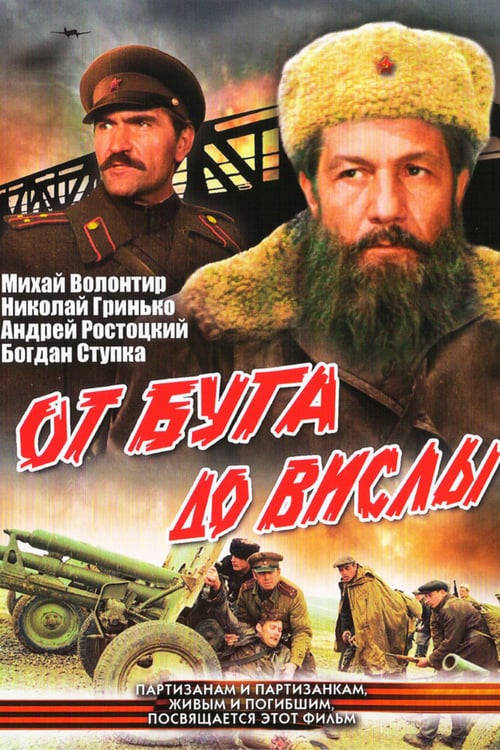 Михай Волонтир
Николай Гринько
Андрей Ростоцкий
Богдан Ступка
ОТ БУГА
ДО ВИСЛЫ
ПАРТИЗАНАМ И ПАРТИЗАНКАМ,
ЖИВЫМ И ПОГИБШИМ,
ПОСВЯЩАЕТСЯ ЭТОТ ФИЛЬМ